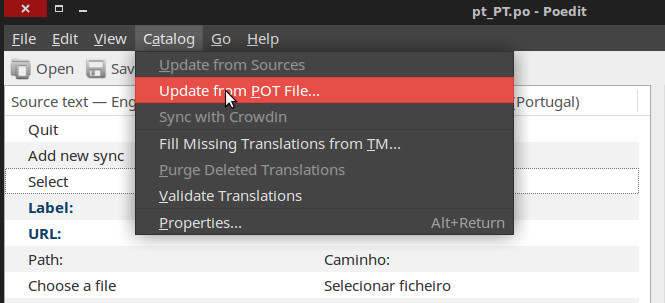 pt_PT.po - Poedit
File Edit View Catalog Go Help
Open
Update from Sources
Update from POT File...
Sync with Crowdin
Fill Missing Translations from TM...
Purge Deleted Translations
Validate Translations
Properties... Alt+Return
Source text — (Portugal)
Quit
Add new sync
Select
Label:
URL:
Path: Caminho:
Choose a file Selecionar ficheiro